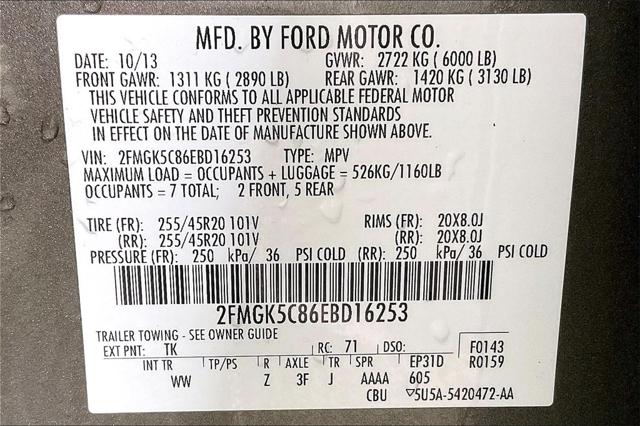 MFD. BY FORD MOTOR CO.
DATE: 10/13 GVWR: 2722 KG ( 6000 LB)
FRONT GAWR: 1311 KG ( 2890 LB) REAR GAWR: 1420 KG ( 3130 LB)
THIS VEHICLE CONFORMS TO ALL APPLICABLE FEDERAL MOTOR
VEHICLE SAFETY AND THEFT PREVENTION STANDARDS
IN EFFECT ON THE DATE OF MANUFACTURE SHOWN ABOVE.
VIN: 2FMGK5C86EBD16253 TYPE: MPV
MAXIMUM LOAD = OCCUPANTS + LUGGAGE = 526KG/1160LB
OCCUPANTS = 7 TOTAL; 2 FRONT, 5 REAR
TIRE (FR): 255/45R20 101V RIMS (FR): 20X8.0J
(RR): 255/45R20 101V (RR): 20X8.0J
PRESSURE (FR): 250 kPa/ 36 PSI COLD (RR): 250 kPa/ 36 PSI COLD
2FMGK5C86EBD16253
TRAILER TOWING - SEE OWNER GUIDE
EXT PNT: TK RC: 71 DSO: F0143
R0159
INT TR TP/PS R AXLE TR SPR EP31D
WW Z 3F J AAAA 605
CBU ▽5U5A-5420472-AA